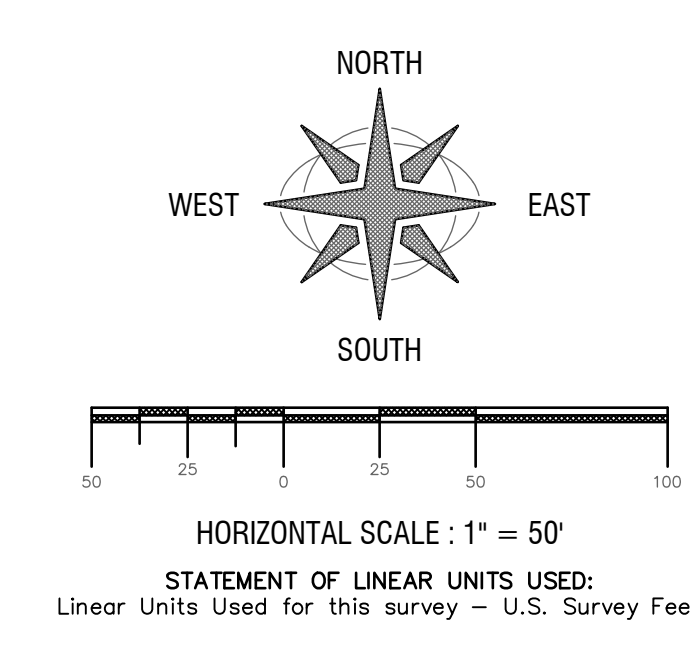 NORTH
WEST EAST
SOUTH
25 25
50 0 50 100
HORIZONTAL SCALE : 1" = 50'
STATEMENT OF LINEAR UNITS USED:
Linear Units Used for this survey – U.S. Survey Fee